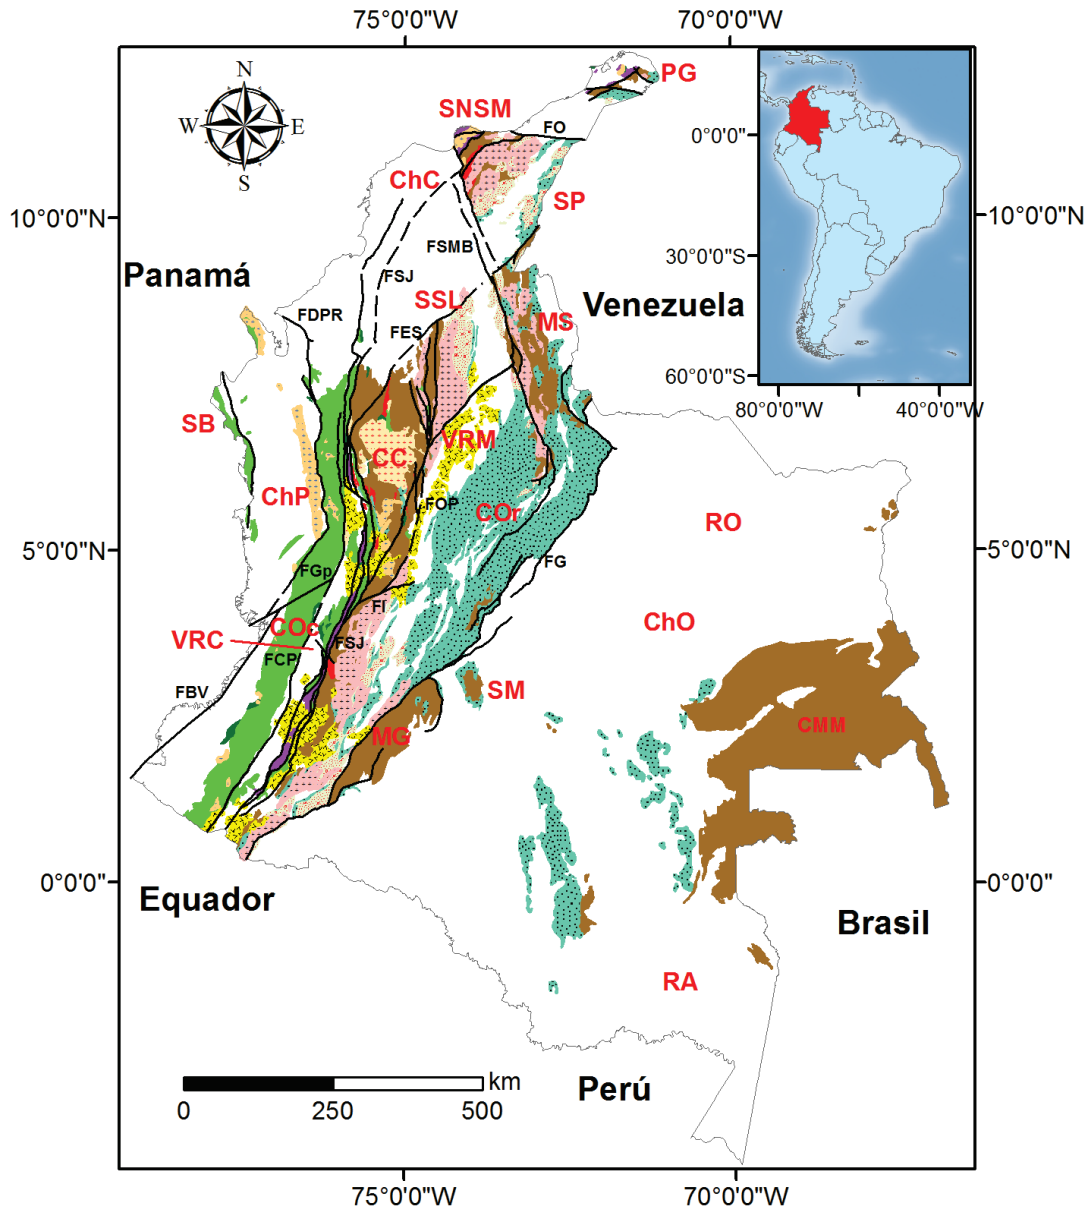 75°0'0"W
70°0'0"W
N
W
E
S
PG
SNSM
FO
ChC
SP
0°0'0"
10°0'0"N
10°0'0"N
FSMB
Panamá
FSJ
30°0'0"S
SSL
Venezuela
FDPR
MS
FES
60°0'0"S
80°0'0"W
40°0'0"W
SB
VRM
CC
ChP
FOP
COr
RO
5°0'0"N
5°0'0"N
FG
FGp
FI
COc
ChO
VRC
FSJ
FCP
FBV
SM
CMM
MG
0°0'0"
0°0'0"
Equador
Brasil
RA
km
Perú
0
250
500
75°0'0"W
70°0'0"W